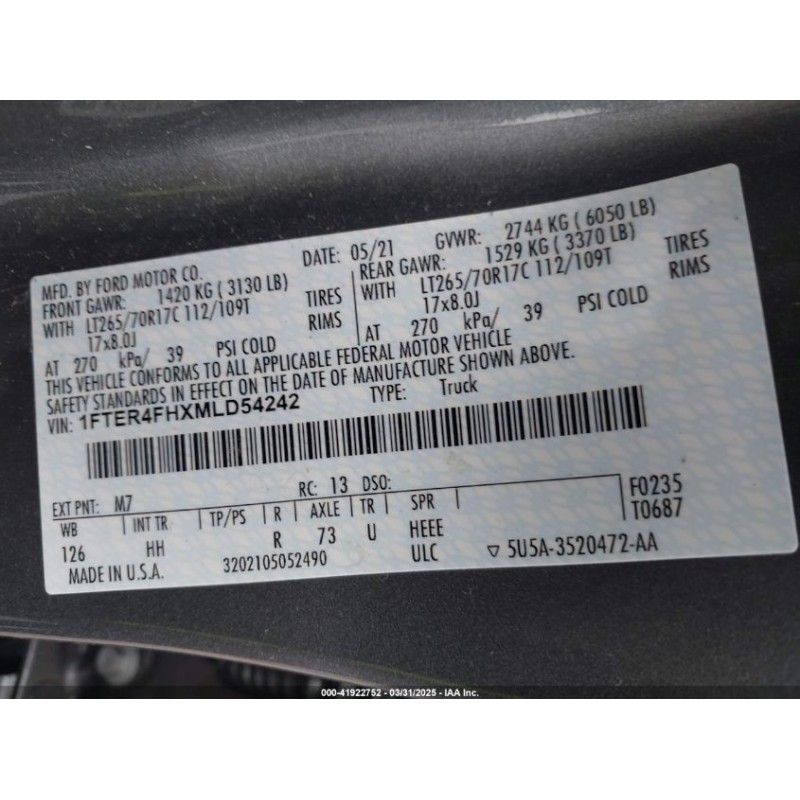 MFD. BY FORD MOTOR CO.
DATE: 05/21 GVWR: 2744 KG ( 6050 LB)
FRONT GAWR: 1420 KG ( 3130 LB)
REAR GAWR: 1529 KG ( 3370 LB)
WITH LT265/70R17C 112/109T TIRES
WITH LT265/70R17C 112/109T TIRES
17x8.0J RIMS
17x8.0J RIMS
AT 270 kPa/ 39 PSI COLD
AT 270 kPa/ 39 PSI COLD
THIS VEHICLE CONFORMS TO ALL APPLICABLE FEDERAL MOTOR VEHICLE
SAFETY STANDARDS IN EFFECT ON THE DATE OF MANUFACTURE SHOWN ABOVE.
VIN: 1FTER4FHXMLD54242 TYPE: Truck
EXT PNT: M7 RC: 13 DSO: F0235
WB INT TR TP/PS R AXLE TR SPR T0687
126 HH R 73 U HEEE
MADE IN U.S.A. 3202105052490 ULC ▽ 5U5A-3520472-AA
000-41922752 - 03/31/2025 - IAA Inc.